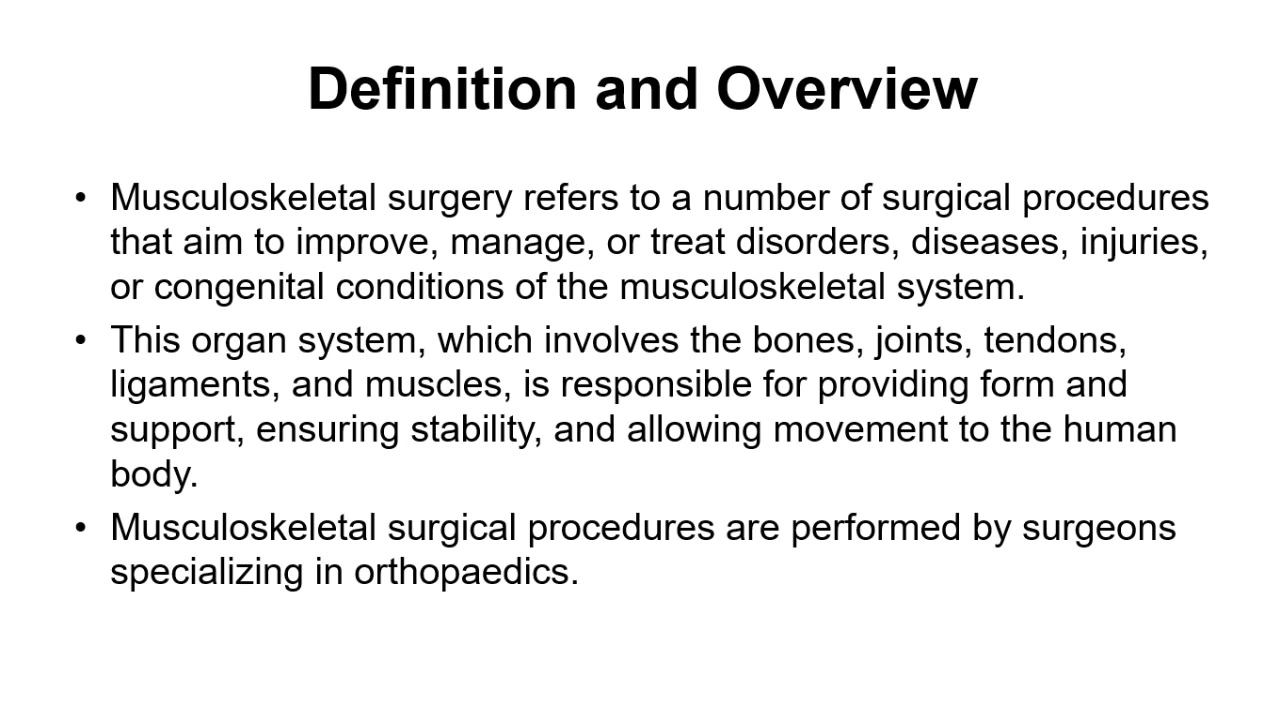 Definition and Overview
• Musculoskeletal surgery refers to a number of surgical procedures
that aim to improve, manage, or treat disorders, diseases, injuries,
or congenital conditions of the musculoskeletal system.
• This organ system, which involves the bones, joints, tendons,
ligaments, and muscles, is responsible for providing form and
support, ensuring stability, and allowing movement to the human
body.
• Musculoskeletal surgical procedures are performed by surgeons
specializing in orthopaedics.